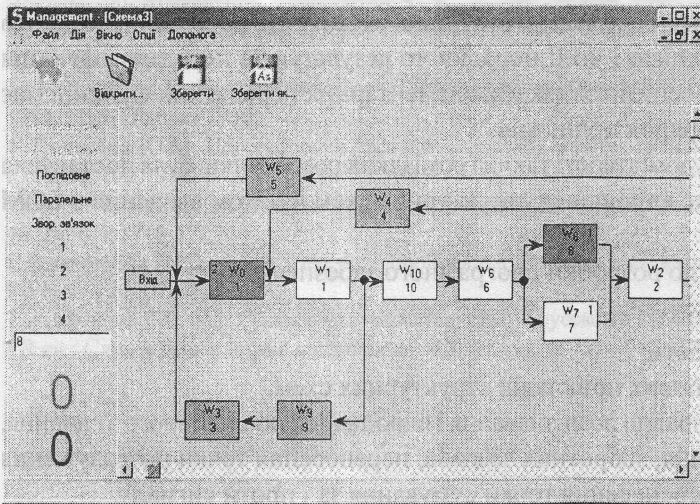 S Management - [Схема3]
Файл Дія Вікно Опції Допомога
Відкрити... Зберегти Зберегти як...
As
Послідовне
Паралельне
Звор. зв'язок
1
2
3
4
8
0
0
W5
5
W4
4
Вхід
2 W0
W1
1
W10
10
W6
6
1
8
W7 1
7
W2
2
W3
3
W9
9